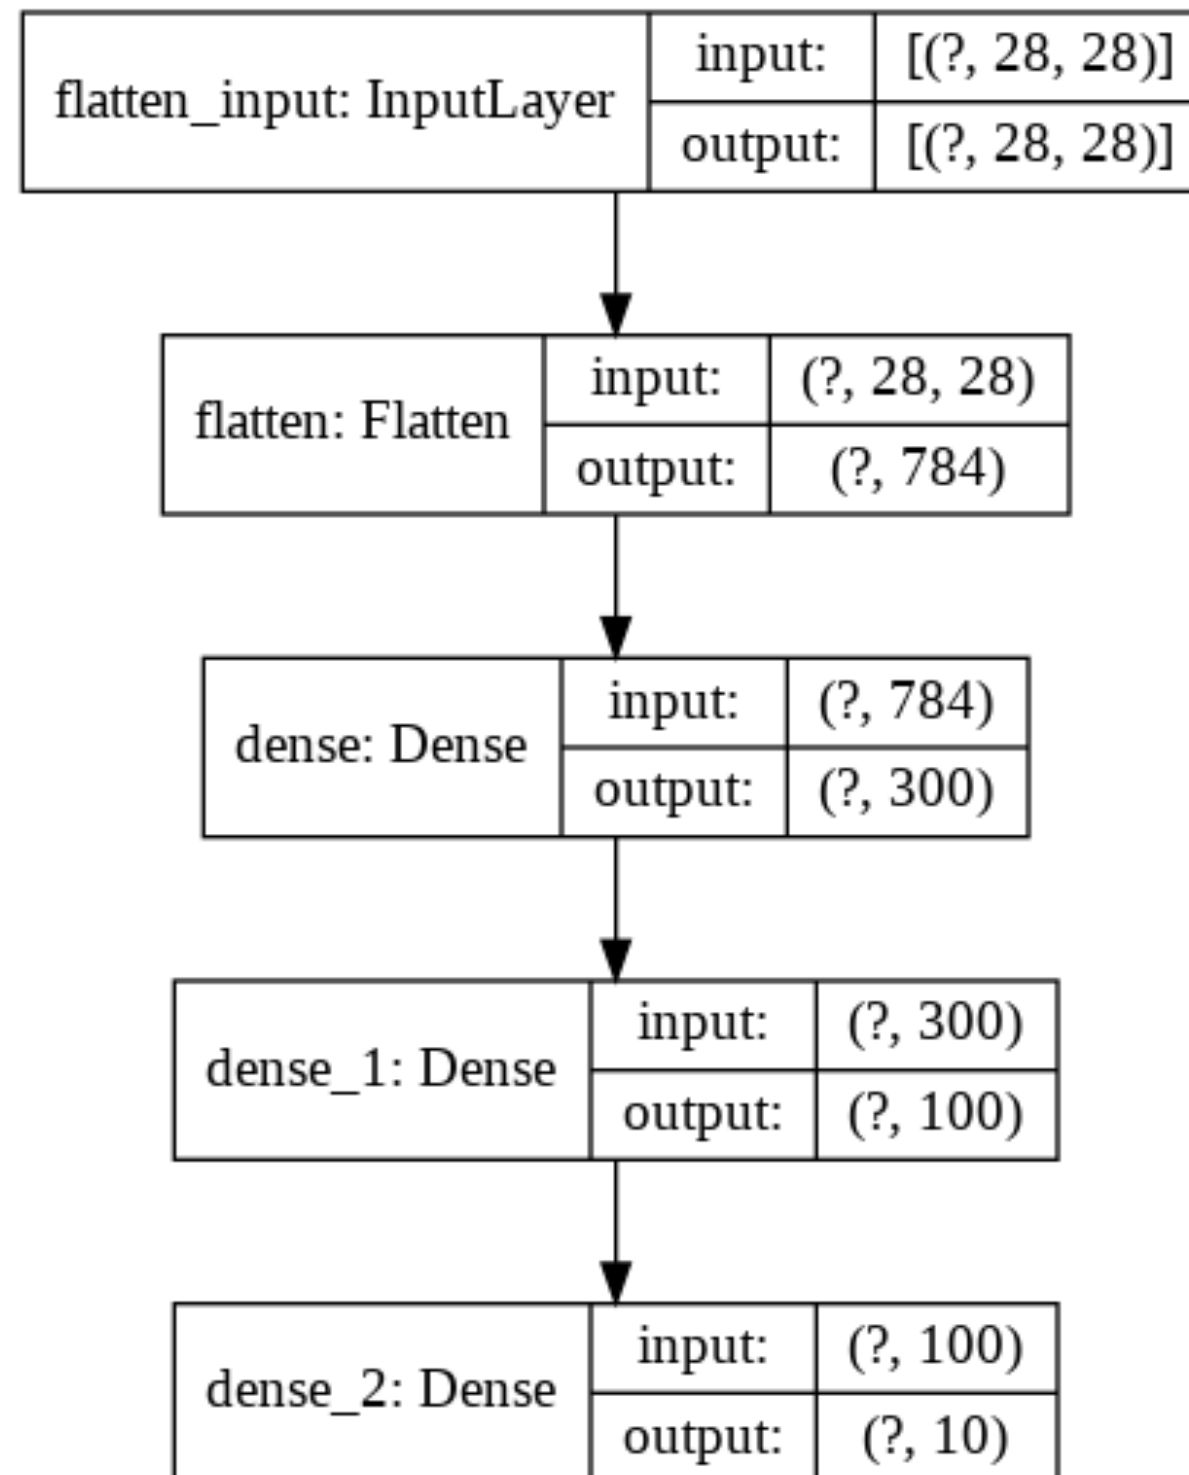 flatten_input: InputLayer
input:
[(?, 28, 28)]
output:
[(?, 28, 28)]
flatten: Flatten
input:
(?, 28, 28)
output:
(?, 784)
dense: Dense
input:
(?, 784)
output:
(?, 300)
dense_1: Dense
input:
(?, 300)
output:
(?, 100)
dense_2: Dense
input:
(?, 100)
output:
(?, 10)